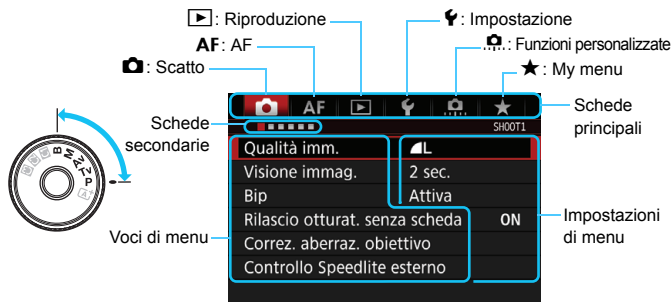 ▶: Riproduzione
: Impostazione
AF: AF
: Funzioni personalizzate
: Scatto
★: My menu
AF
Schede principali
Schede secondarie
SHOOT1
Qualità imm. L
Visione immag. 2 sec.
Bip Attiva
Rilascio otturat. senza scheda ON
Correz. aberraz. obiettivo
Controllo Speedlite esterno
Voci di menu
Impostazioni di menu
B
M
Av
Tv
P
A+